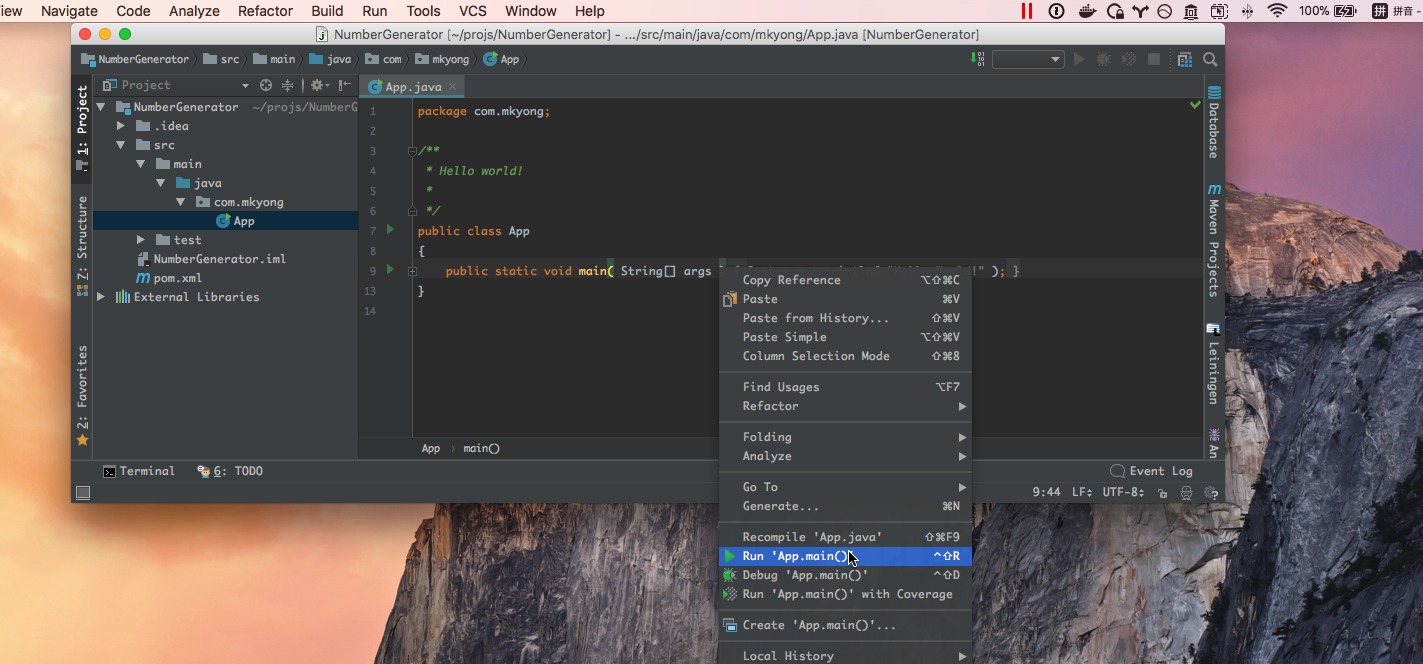 iew Navigate Code Analyze Refactor Build Run Tools VCS Window Help 100% 拼 拼音 -
NumberGenerator [~/projs/NumberGenerator] - .../src/main/java/com/mkyong/App.java [NumberGenerator]
NumberGenerator src main java com mkyong App
Project
App.java
1: Project
Z: Structure
2: Favorites
NumberGenerator ~/projs/NumberG
.idea
src
main
java
com.mkyong
App
test
NumberGenerator.iml
pom.xml
External Libraries
1 package com.mkyong;
2
3 /**
4 * Hello world!
5 *
6 */
7 public class App
8 {
9 public static void main( String[] args !" ); }
13 }
14
Copy Reference ⌥⇧⌘C
Paste ⌘V
Paste from History... ⇧⌘V
Paste Simple ⌥⇧⌘V
Column Selection Mode ⇧⌘8
Find Usages ⌥F7
Refactor
Folding
Analyze
Go To
Generate... ⌘N
Recompile 'App.java' ⇧⌘F9
Run 'App.main()' ^⇧R
Debug 'App.main()' ^⇧D
Run 'App.main()' with Coverage
Create 'App.main()'...
Local History
Database
m Maven Projects
Leiningen
An
App › main()
Terminal 6: TODO Event Log
9:44 LF÷ UTF-8÷